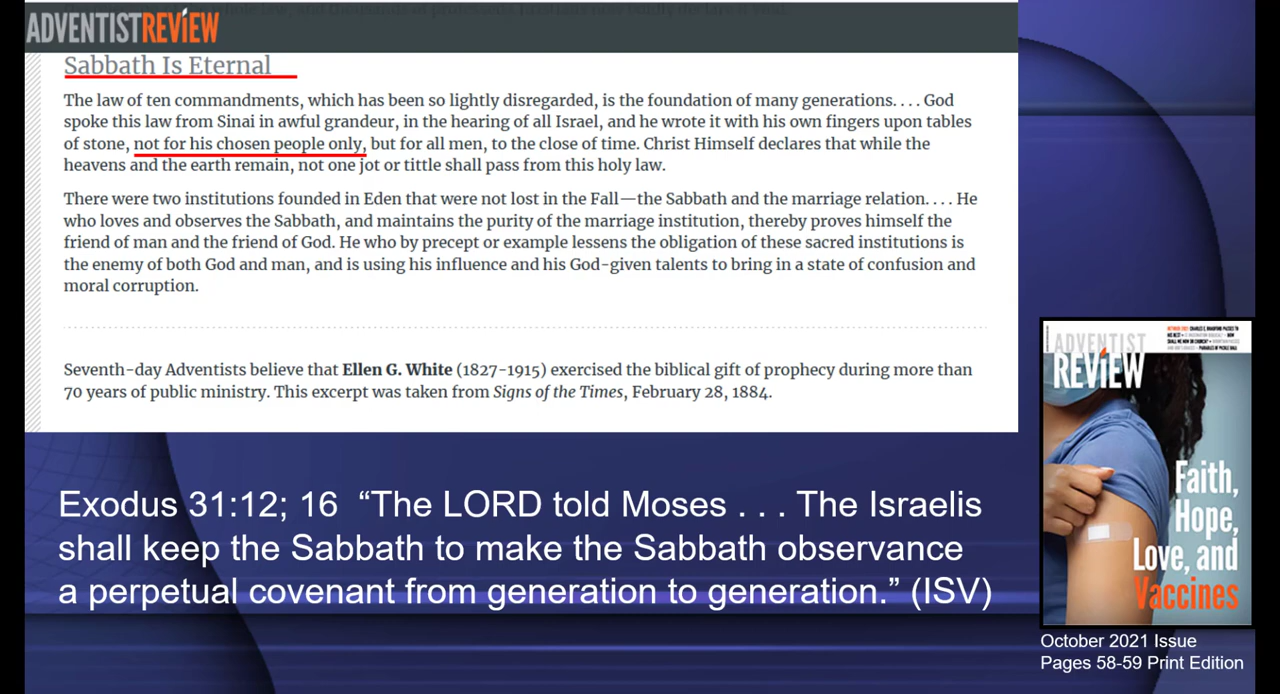 ADVENTISTREVIEW
Sabbath Is Eternal
The law of ten commandments, which has been so lightly disregarded, is the foundation of many generations. . . . God
spoke this law from Sinai in awful grandeur, in the hearing of all Israel, and he wrote it with his own fingers upon tables
of stone, not for his chosen people only, but for all men, to the close of time. Christ Himself declares that while the
heavens and the earth remain, not one jot or tittle shall pass from this holy law.
There were two institutions founded in Eden that were not lost in the Fall—the Sabbath and the marriage relation. . . . He
who loves and observes the Sabbath, and maintains the purity of the marriage institution, thereby proves himself the
friend of man and the friend of God. He who by precept or example lessens the obligation of these sacred institutions is
the enemy of both God and man, and is using his influence and his God-given talents to bring in a state of confusion and
moral corruption.
Seventh-day Adventists believe that Ellen G. White (1827-1915) exercised the biblical gift of prophecy during more than
70 years of public ministry. This excerpt was taken from Signs of the Times, February 28, 1884.
Exodus 31:12; 16 “The LORD told Moses . . . The Israelis
shall keep the Sabbath to make the Sabbath observance
a perpetual covenant from generation to generation.” (ISV)
ADVENTIST
REVIEW
Faith,
Hope,
Love, and
Vaccines
October 2021 Issue
Pages 58-59 Print Edition